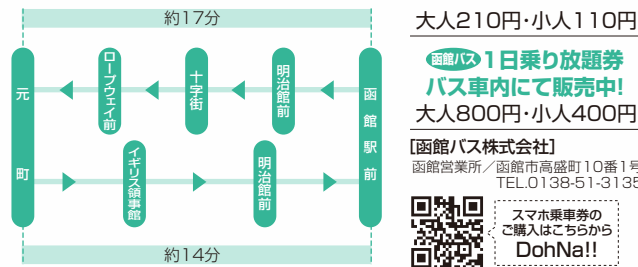 約17分
元町
ロープウェイ前
十字街
明治館前
函館駅前
イギリス領事館
明治館前
約14分
大人210円・小人110円
函館バス 1日乗り放題券
バス車内にて販売中!
大人800円・小人400円
[函館バス株式会社]
函館営業所/函館市高盛町10番1号
TEL.0138-51-3135
スマホ乗車券の
ご購入はこちらから
DohNa!!